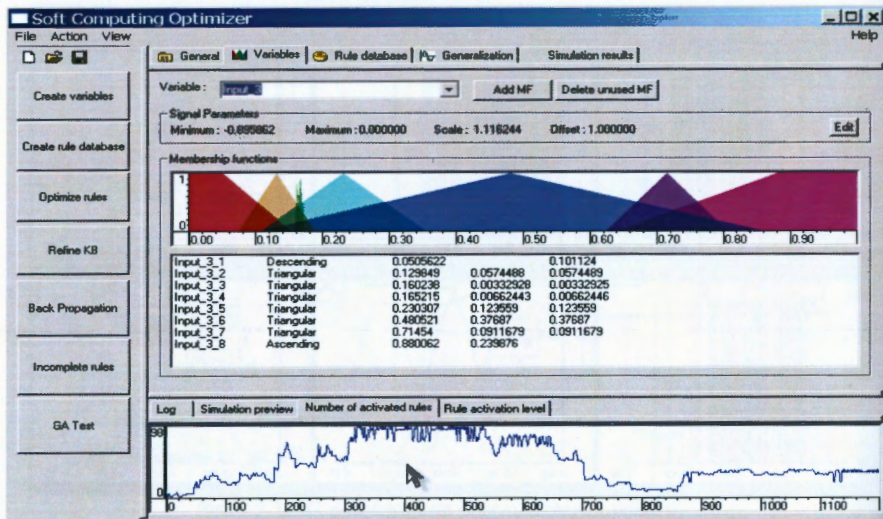 Soft Computing Optimizer
File Action View Help
General Variables Rule database Generalization Simulation results
Create variables
Create rule database
Optimize rules
Refine KB
Back Propagation
Incomplete rules
GA Test
Variable : Input_3 Add MF Delete unused MF
Signal Parameters
Minimum : -0.895862 Maximum : 0.000000 Scale : 1.116244 Offset : 1.000000 Edit
Membership functions
1
0
0.00 0.10 0.20 0.30 0.40 0.50 0.60 0.70 0.80 0.90
Input_3_1 Descending 0.0505622 0.101124
Input_3_2 Triangular 0.129849 0.0574488 0.0574489
Input_3_3 Triangular 0.160238 0.00332928 0.00332925
Input_3_4 Triangular 0.165215 0.00662443 0.00662446
Input_3_5 Triangular 0.230307 0.123559 0.123559
Input_3_6 Triangular 0.480521 0.37687 0.37687
Input_3_7 Triangular 0.71454 0.0911679 0.0911679
Input_3_8 Ascending 0.880062 0.239876
Log Simulation preview Number of activated rules Rule activation level
0
0 100 200 300 400 500 600 700 800 900 1000 1100